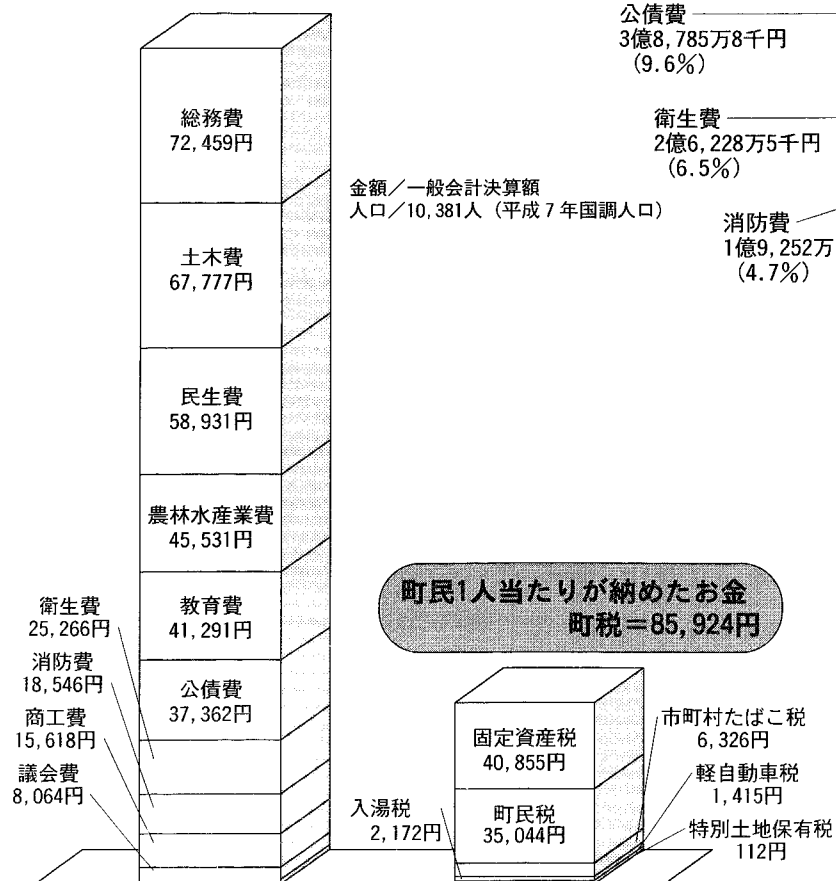 総務費
72,459円
土木費
67,777円
民生費
58,931円
農林水産業費
45,531円
教育費
41,291円
公債費
37,362円
衛生費
25,266円
消防費
18,546円
商工費
15,618円
議会費
8,064円
金額／一般会計決算額
人口／10,381人（平成7年国調人口）
公債費
3億8,785万8千円
（9.6%）
衛生費
2億6,228万5千円
（6.5%）
消防費
1億9,252万
（4.7%）
町民1人当たりが納めたお金
町税＝85,924円
固定資産税
40,855円
町民税
35,044円
入湯税
2,172円
市町村たばこ税
6,326円
軽自動車税
1,415円
特別土地保有税
112円